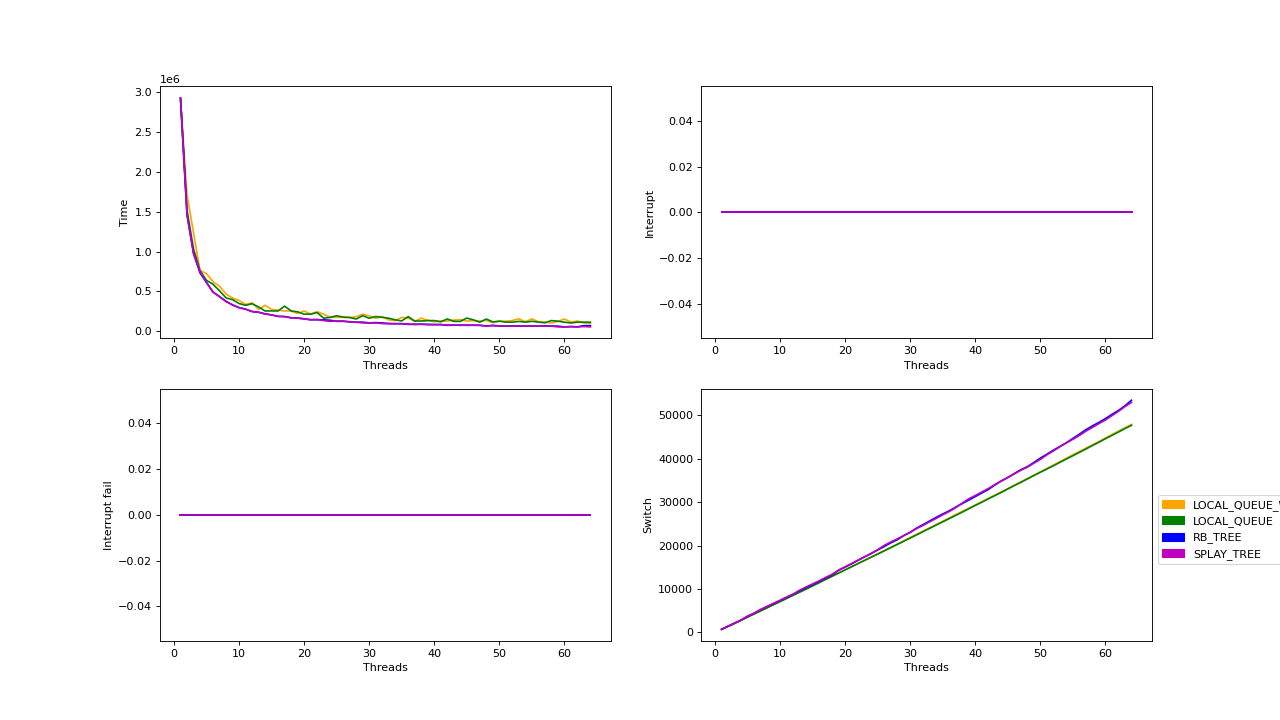 1e6
3.0
2.5
2.0
1.5
1.0
0.5
0.0
Time
0 10 20 30 40 50 60
Threads
0.04
0.02
0.00
−0.02
−0.04
Interrupt
0 10 20 30 40 50 60
Threads
0.04
0.02
0.00
−0.02
−0.04
Interrupt fail
0 10 20 30 40 50 60
Threads
50000
40000
30000
20000
10000
0
Switch
0 10 20 30 40 50 60
Threads
LOCAL_QUEUE_
LOCAL_QUEUE
RB_TREE
SPLAY_TREE